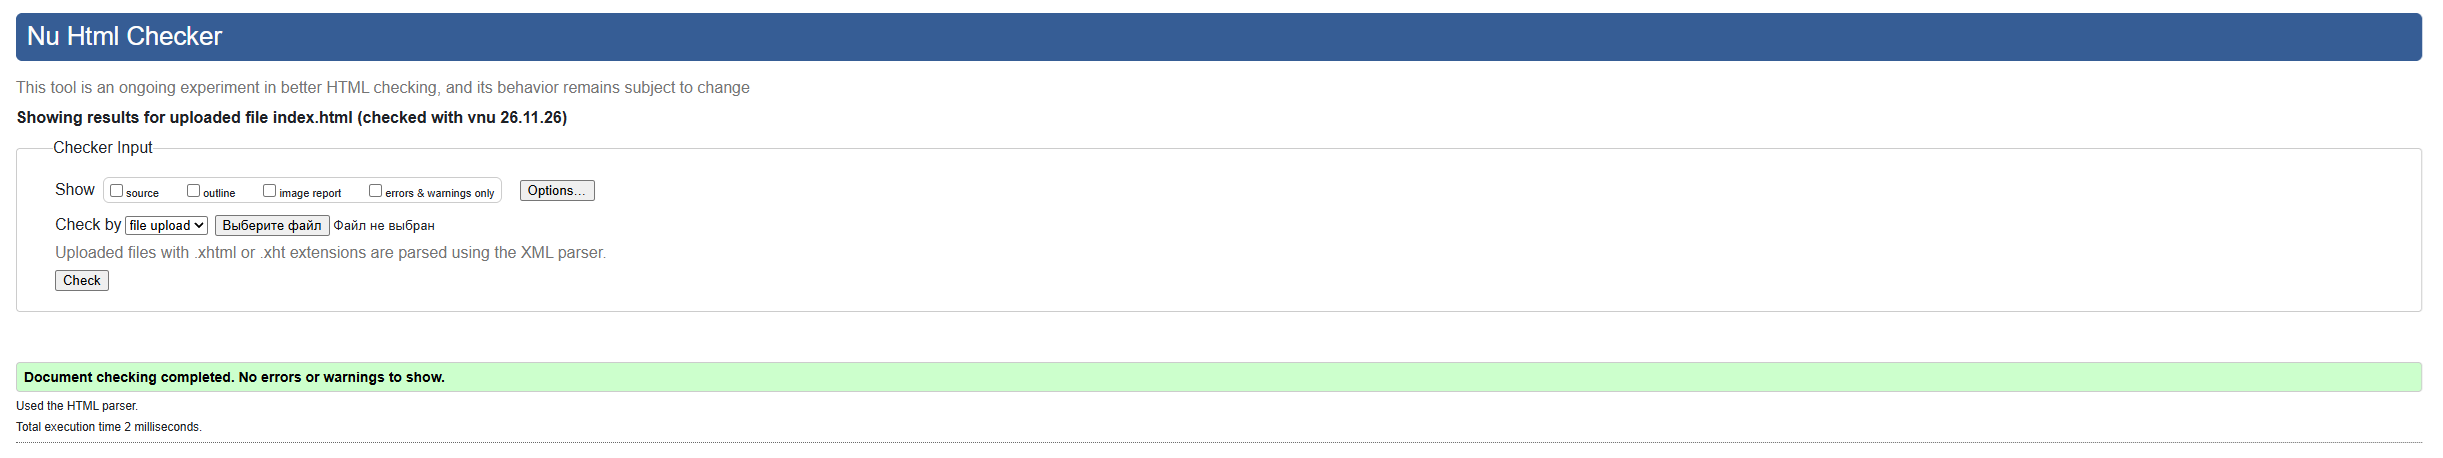 Nu Html Checker
This tool is an ongoing experiment in better HTML checking, and its behavior remains subject to change
Showing results for uploaded file index.html (checked with vnu 26.11.26)
Checker Input
Show source outline image report errors & warnings only Options...
Check by file upload Выберите файл Файл не выбран
Uploaded files with .xhtml or .xht extensions are parsed using the XML parser.
Check
Document checking completed. No errors or warnings to show.
Used the HTML parser.
Total execution time 2 milliseconds.